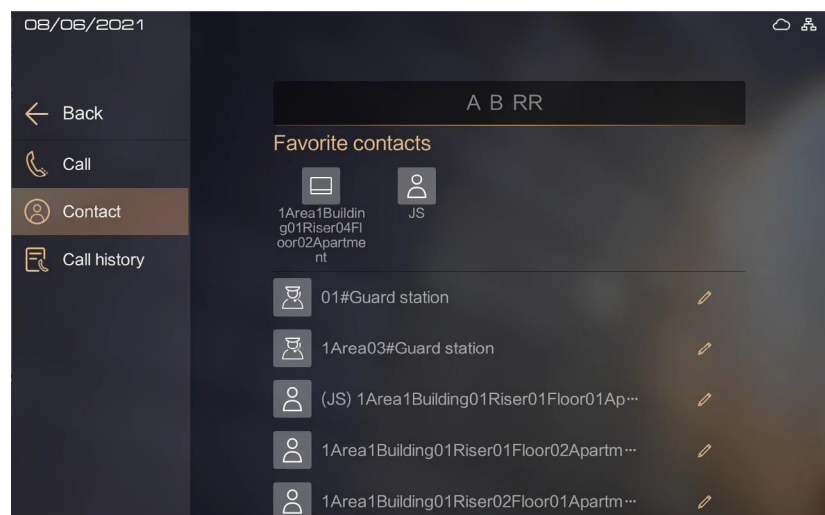 08/06/2021
Back
Call
Contact
Call history
A B RR
Favorite contacts
1Area1Buildin
g01Riser04Fl
oor02Apartme
nt
JS
01#Guard station
1Area03#Guard station
(JS) 1Area1Building01Riser01Floor01Ap···
1Area1Building01Riser01Floor02Apartm···
1Area1Building01Riser02Floor01Apartm···